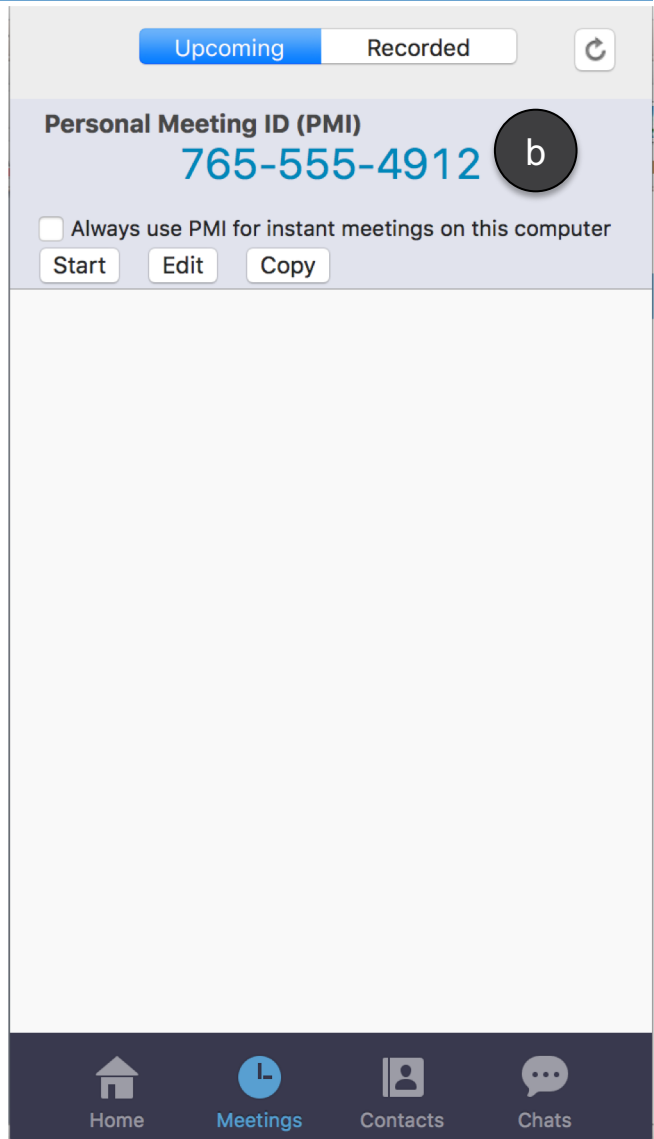 Upcoming Recorded
Personal Meeting ID (PMI)
765-555-4912
b
Always use PMI for instant meetings on this computer
Start Edit Copy
Home Meetings Contacts Chats